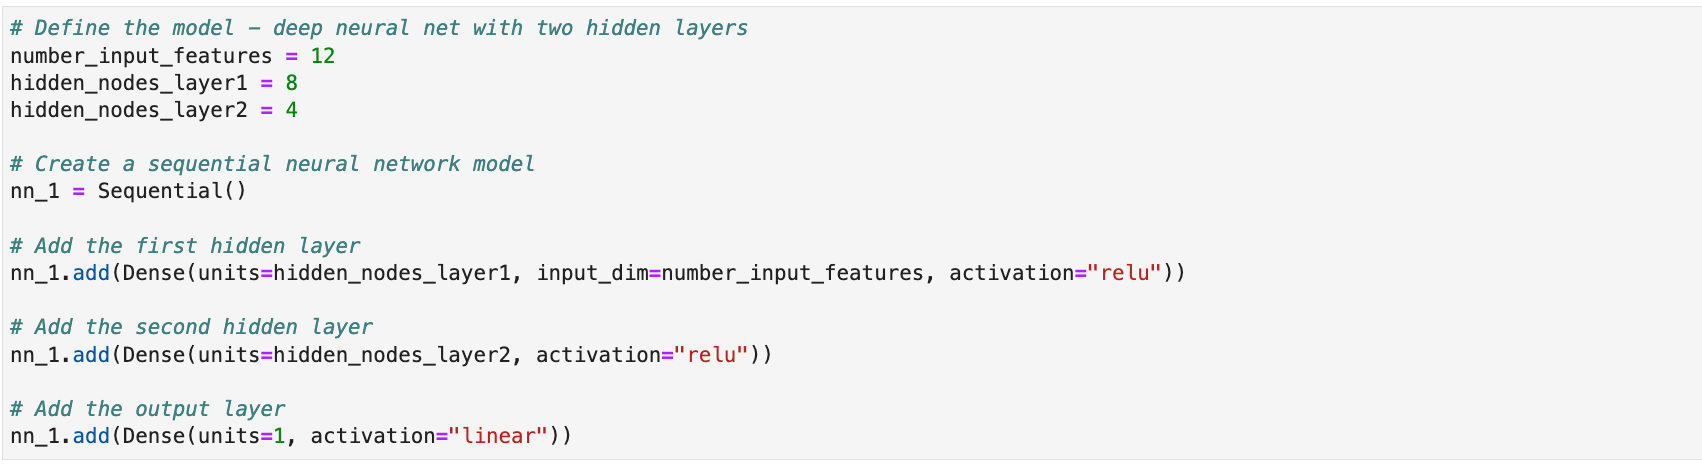 # Define the model - deep neural net with two hidden layers
number_input_features = 12
hidden_nodes_layer1 = 8
hidden_nodes_layer2 = 4
# Create a sequential neural network model
nn_1 = Sequential()
# Add the first hidden layer
nn_1.add(Dense(units=hidden_nodes_layer1, input_dim=number_input_features, activation="relu"))
# Add the second hidden layer
nn_1.add(Dense(units=hidden_nodes_layer2, activation="relu"))
# Add the output layer
nn_1.add(Dense(units=1, activation="linear"))